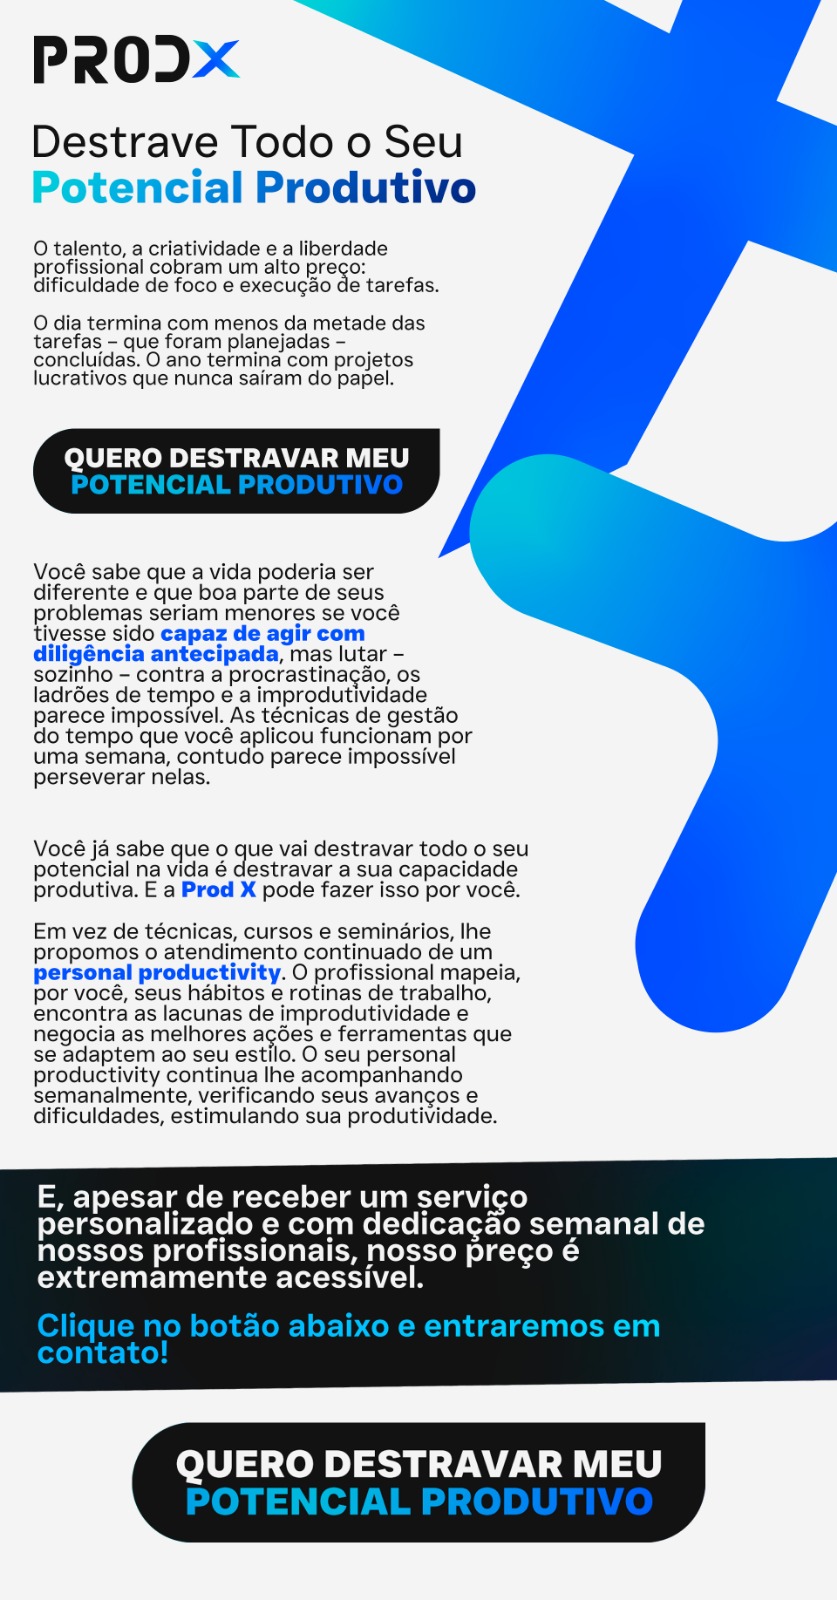 PRODX
Destrave Todo o Seu
Potencial Produtivo
O talento, a criatividade e a liberdade
profissional cobram um alto preço:
dificuldade de foco e execução de tarefas.
O dia termina com menos da metade das
tarefas – que foram planejadas –
concluídas. O ano termina com projetos
lucrativos que nunca saíram do papel.
QUERO DESTRAVAR MEU
POTENCIAL PRODUTIVO
Você sabe que a vida poderia ser
diferente e que boa parte de seus
problemas seriam menores se você
tivesse sido capaz de agir com
diligência antecipada, mas lutar –
sozinho – contra a procrastinação, os
ladrões de tempo e a improdutividade
parece impossível. As técnicas de gestão
do tempo que você aplicou funcionam por
uma semana, contudo parece impossível
perseverar nelas.
Você já sabe que o que vai destravar todo o seu
potencial na vida é destravar a sua capacidade
produtiva. E a Prod X pode fazer isso por você.
Em vez de técnicas, cursos e seminários, lhe
propomos o atendimento continuado de um
personal productivity. O profissional mapeia,
por você, seus hábitos e rotinas de trabalho,
encontra as lacunas de improdutividade e
negocia as melhores ações e ferramentas que
se adaptem ao seu estilo. O seu personal
productivity continua lhe acompanhando
semanalmente, verificando seus avanços e
dificuldades, estimulando sua produtividade.
E, apesar de receber um serviço
personalizado e com dedicação semanal de
nossos profissionais, nosso preço é
extremamente acessível.
Clique no botão abaixo e entraremos em
contato!
QUERO DESTRAVAR MEU
POTENCIAL PRODUTIVO